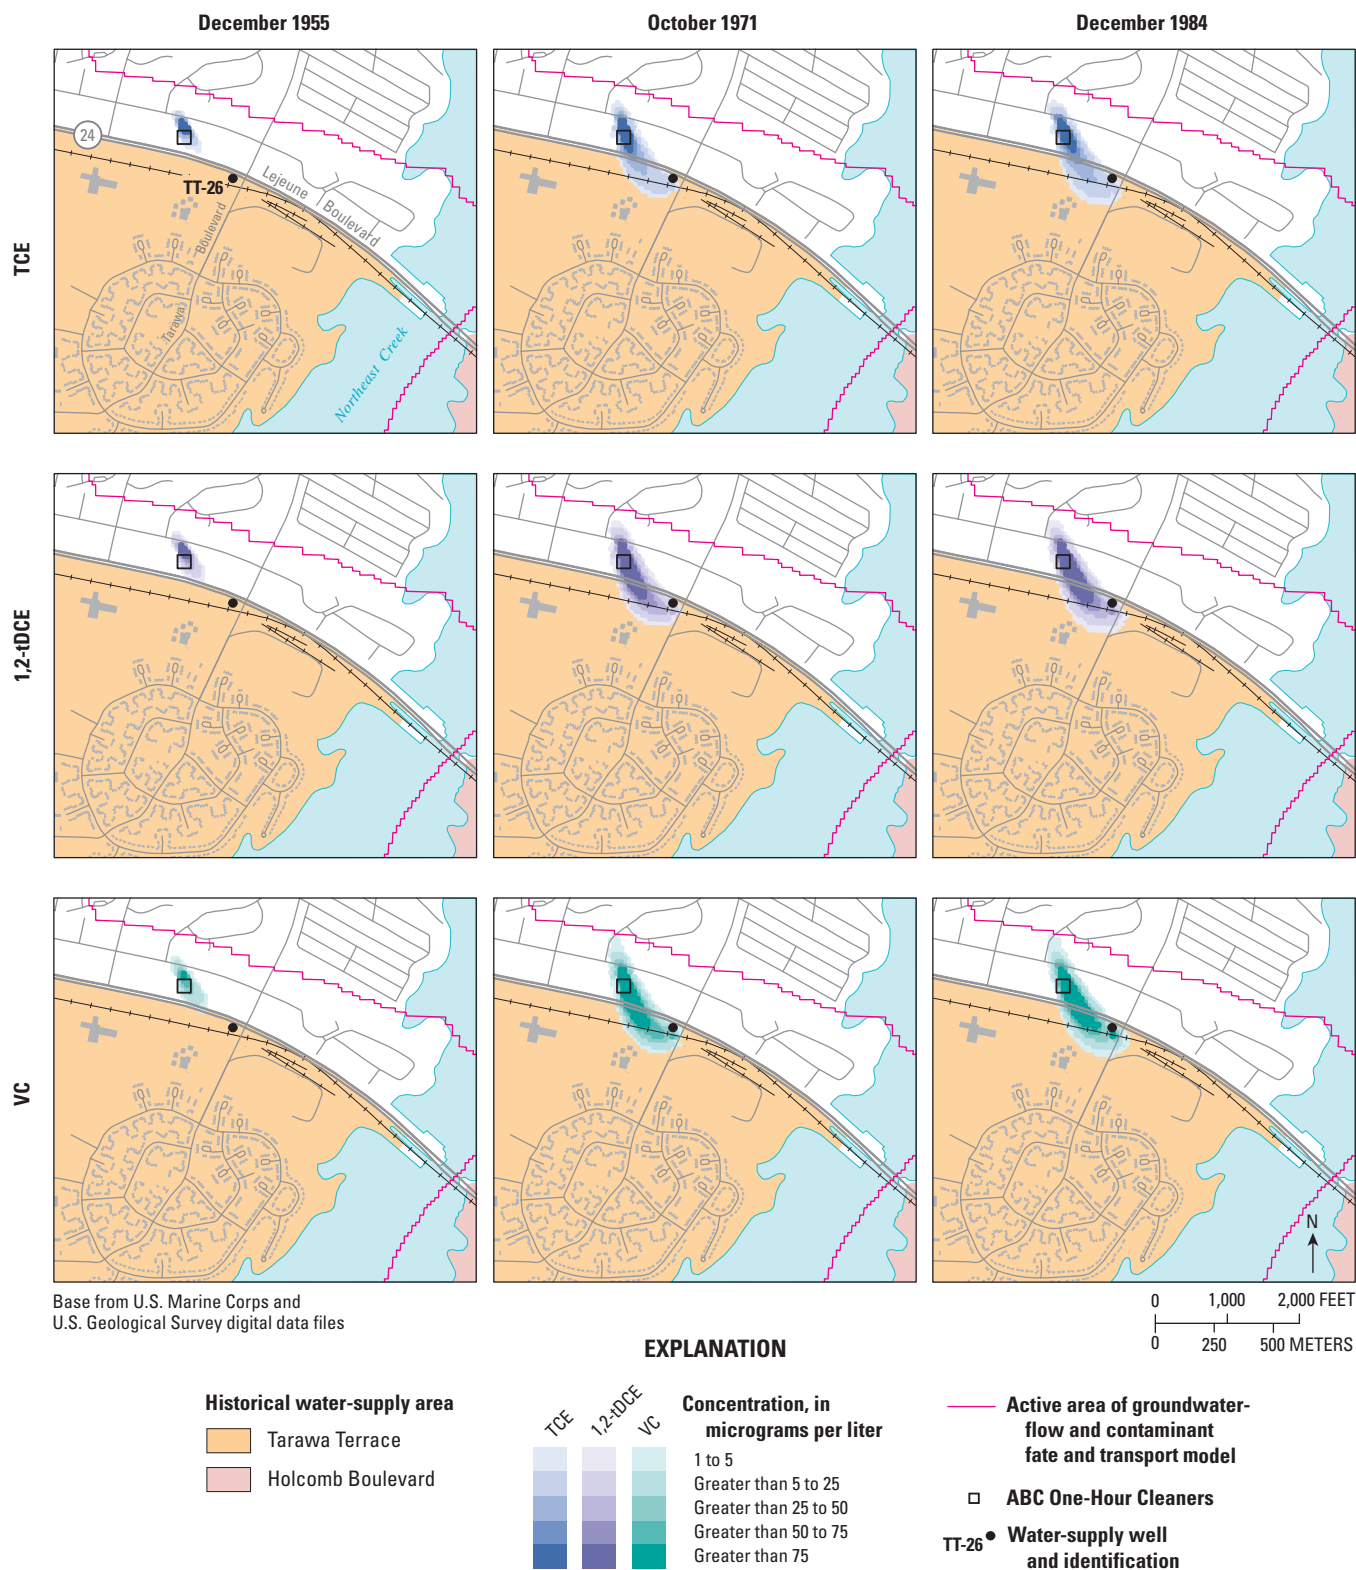 December 1955
October 1971
December 1984
TCE
24
TT-26
Lejeune
Boulevard
Boulevard
Tarawa
Northeast Creek
1,2-tDCE
VC
N
Base from U.S. Marine Corps and
U.S. Geological Survey digital data files
0 1,000 2,000 FEET
0 250 500 METERS
EXPLANATION
Historical water-supply area
Tarawa Terrace
Holcomb Boulevard
TCE
1,2-tDCE
VC
Concentration, in
micrograms per liter
1 to 5
Greater than 5 to 25
Greater than 25 to 50
Greater than 50 to 75
Greater than 75
Active area of groundwater-
flow and contaminant
fate and transport model
ABC One-Hour Cleaners
TT-26
Water-supply well
and identification